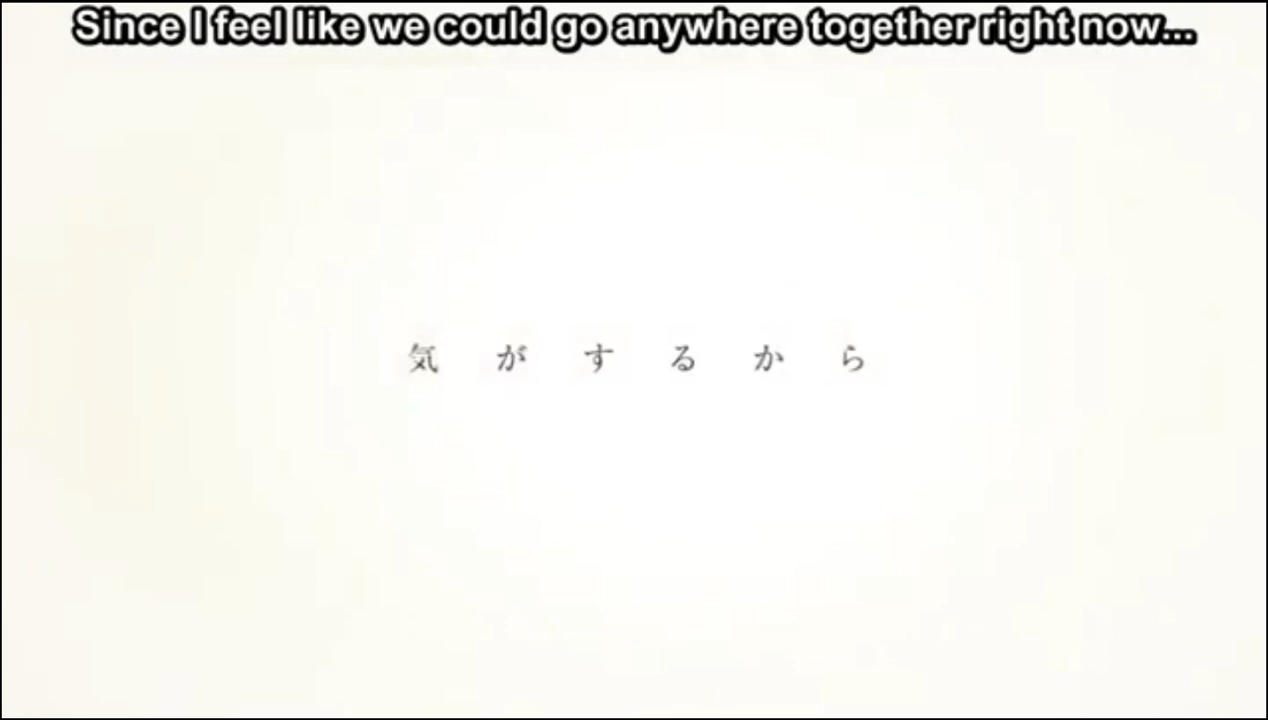 Since I feel like we could go anywhere together right now...
気がするから